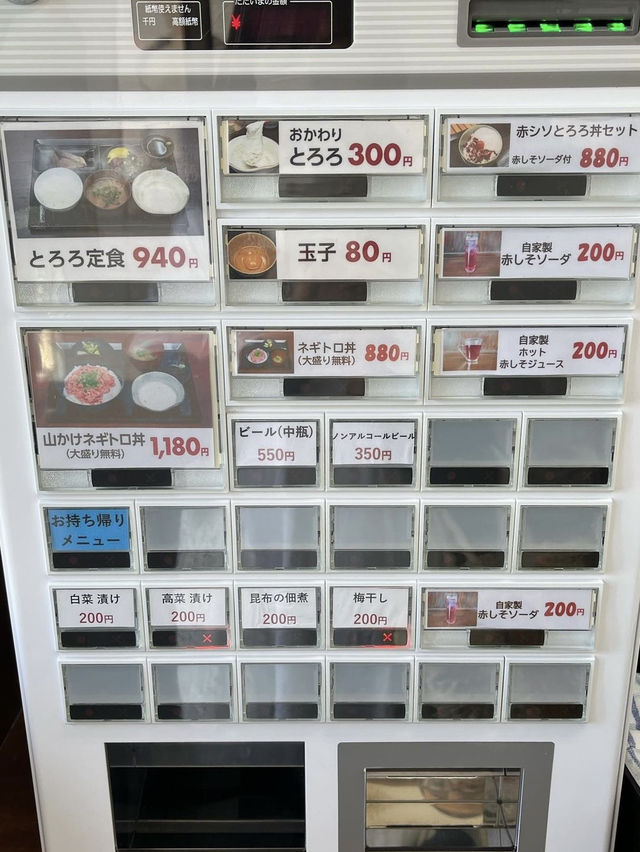 紙幣使えません
千円 高額紙幣
ただいまの金額
とろろ定食 940円
おかわり
とろろ 300円
赤シソとろろ丼セット
赤しそソーダ付 880円
玉子 80円
自家製
赤しそソーダ 200円
山かけネギトロ丼
(大盛り無料) 1,180円
ネギトロ丼
(大盛り無料) 880円
自家製
ホット
赤しそジュース 200円
ビール(中瓶)
550円
ノンアルコールビール
350円
お持ち帰り
メニュー
白菜 漬け
200円
高菜 漬け
200円
昆布の佃煮
200円
梅干し
200円
自家製
赤しそソーダ 200円